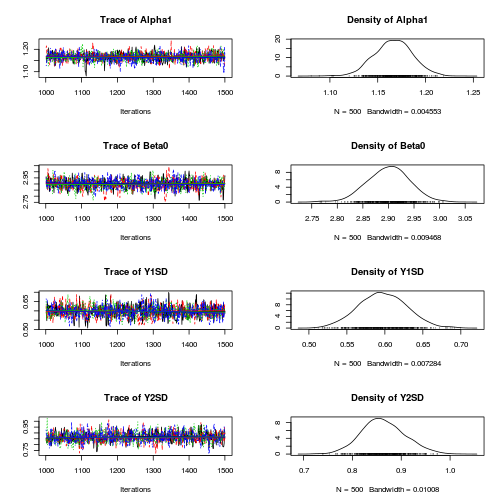 Trace of Alpha1
1.10 1.20
1000 1100 1200 1300 1400 1500
Iterations
Density of Alpha1
0 5 10 20
1.10 1.15 1.20 1.25
N = 500 Bandwidth = 0.004553
Trace of Beta0
2.75 2.95
1000 1100 1200 1300 1400 1500
Iterations
Density of Beta0
0 4 8
2.75 2.80 2.85 2.90 2.95 3.00 3.05
N = 500 Bandwidth = 0.009468
Trace of Y1SD
0.50 0.65
1000 1100 1200 1300 1400 1500
Iterations
Density of Y1SD
0 4 8
0.50 0.55 0.60 0.65 0.70
N = 500 Bandwidth = 0.007284
Trace of Y2SD
0.75 0.95
1000 1100 1200 1300 1400 1500
Iterations
Density of Y2SD
0 4 8
0.7 0.8 0.9 1.0
N = 500 Bandwidth = 0.01008